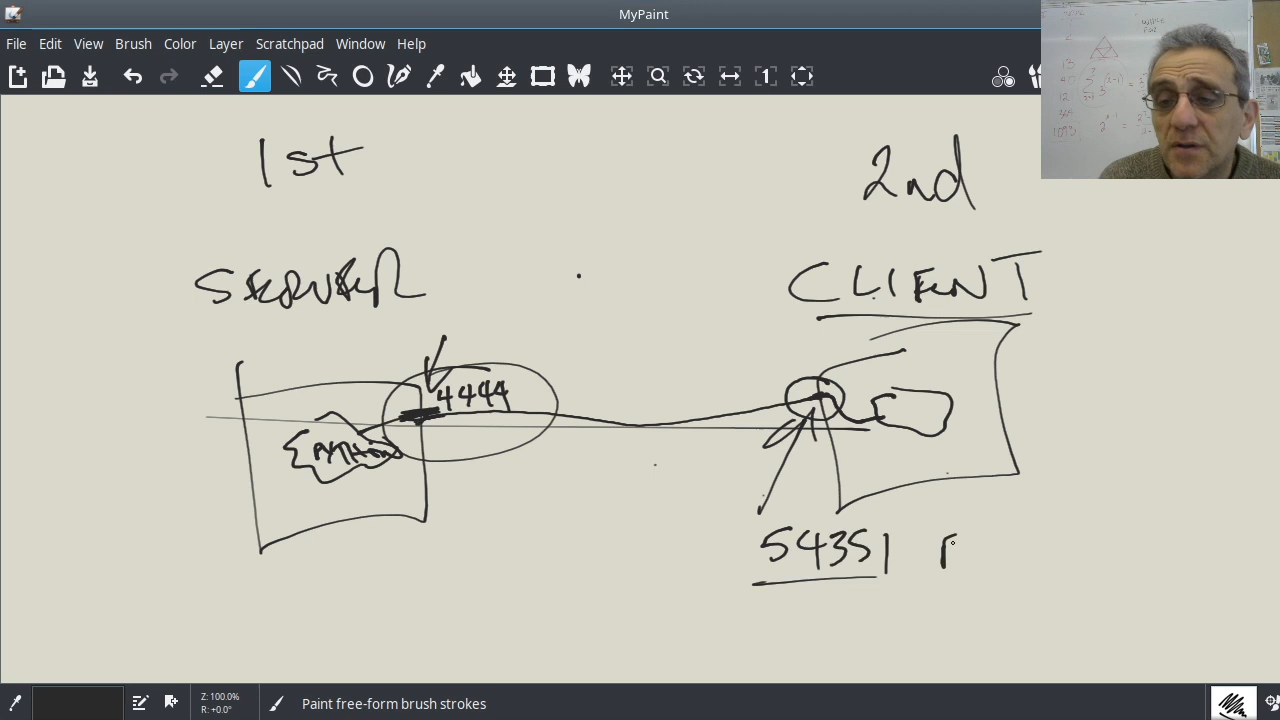 MyPaint
File Edit View Brush Color Layer Scratchpad Window Help
1st
2nd
SERVER
CLIENT
4444
PYTHON
54351
Z: 100.0%
R: +0.0°
Paint free-form brush strokes